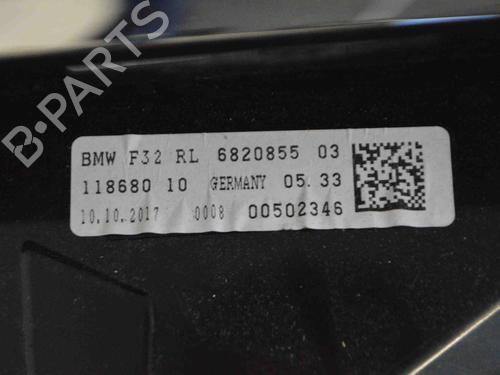 BMW F32 RL 6820855 03
118680 10 GERMANY 05.33
10.10.2017 0008 00502346
B-PARTS